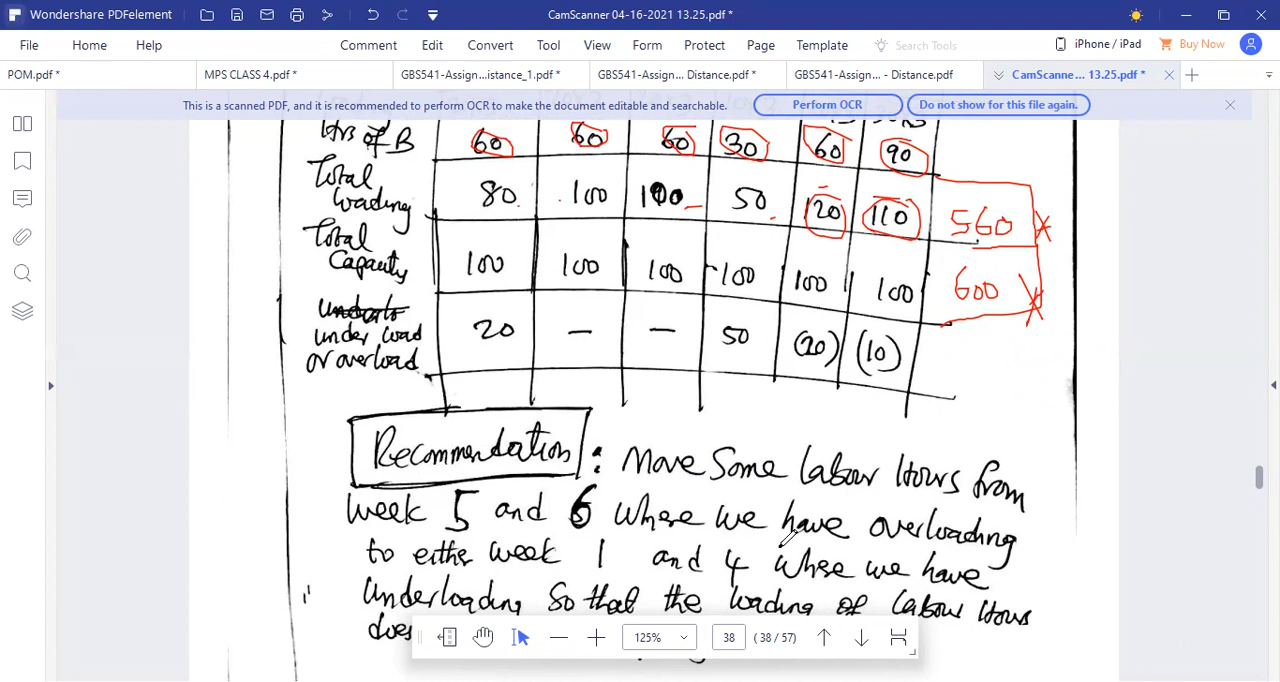 Wondershare PDFelement
CamScanner 04-16-2021 13.25.pdf *
File Home Help Comment Edit Convert Tool View Form Protect Page Template Search Tools iPhone / iPad Buy Now
POM.pdf * MPS CLASS 4.pdf * GBS541-Assign...istance_1.pdf * GBS541-Assign... Distance.pdf * GBS541-Assign... - Distance.pdf CamScanner ... 13.25.pdf *
This is a scanned PDF, and it is recommended to perform OCR to make the document editable and searchable. Perform OCR Do not show for this file again.
Hrs of B 60 60 60 30 60 90
Total loading 80 100 100 50 120 110 560
Total Capacity 100 100 100 100 100 100 600
under load or overload 20 — — 50 (20) (10)
Recommendation : Move Some Labour Hours from
week 5 and 6 where we have overloading
to either week 1 and 4 where we have
underloading so that the loading of labour Hours
does
125% 38 (38 / 57)